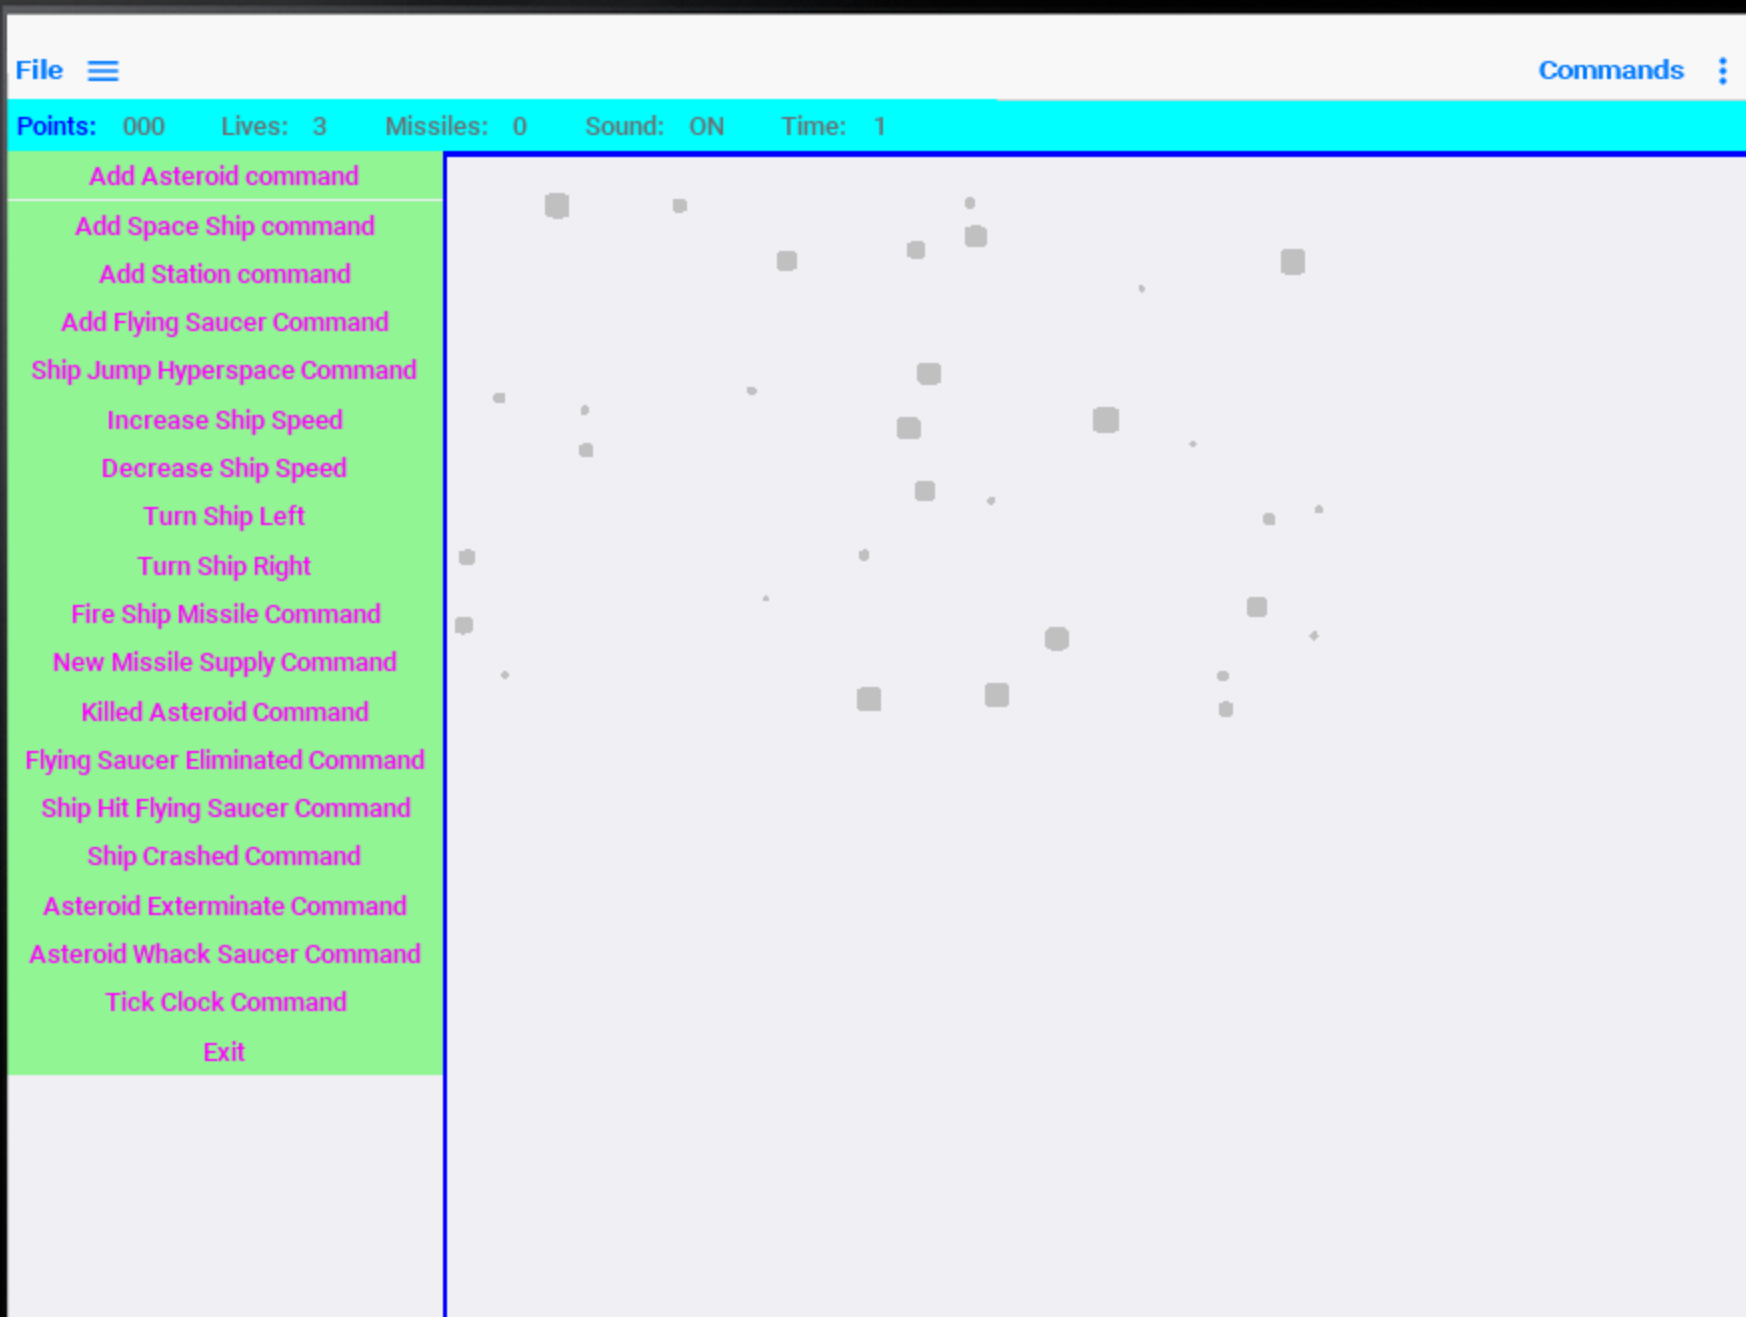 File Commands
Points: 000 Lives: 3 Missiles: 0 Sound: ON Time: 1
Add Asteroid command
Add Space Ship command
Add Station command
Add Flying Saucer Command
Ship Jump Hyperspace Command
Increase Ship Speed
Decrease Ship Speed
Turn Ship Left
Turn Ship Right
Fire Ship Missile Command
New Missile Supply Command
Killed Asteroid Command
Flying Saucer Eliminated Command
Ship Hit Flying Saucer Command
Ship Crashed Command
Asteroid Exterminate Command
Asteroid Whack Saucer Command
Tick Clock Command
Exit